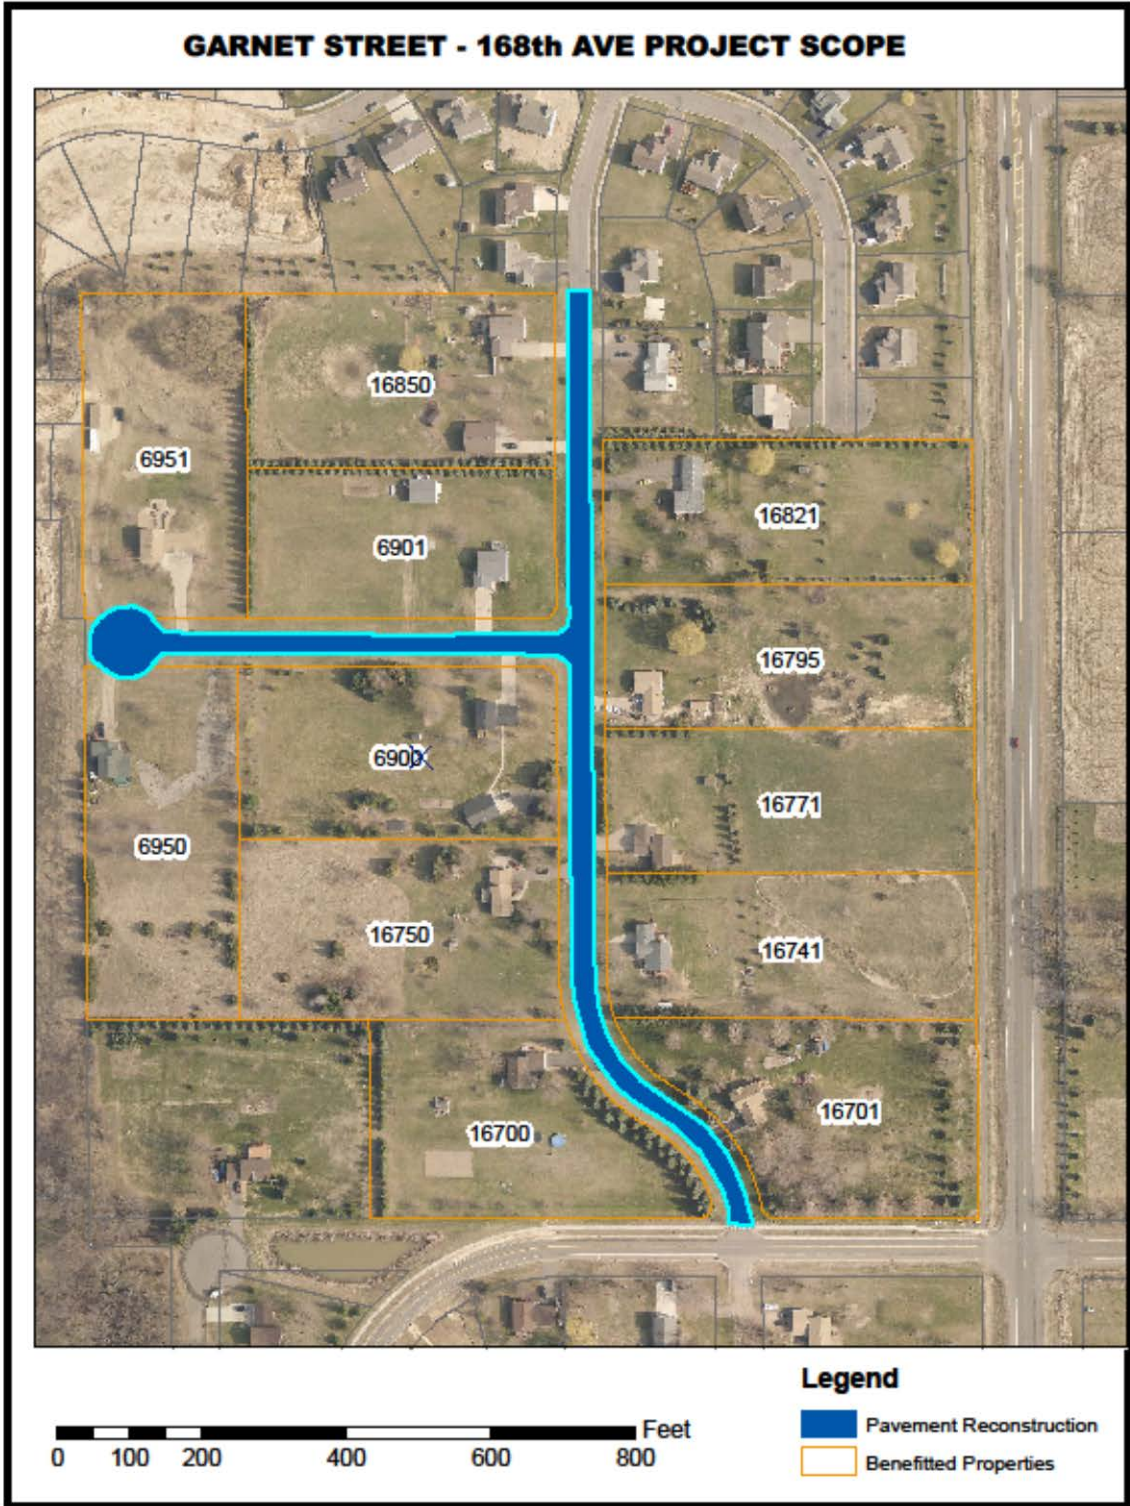 GARNET STREET - 168th AVE PROJECT SCOPE
16850
6951
16821
6901
16795
6900
16771
6950
16750
16741
16701
16700
Legend
Feet
Pavement Reconstruction
0 100 200 400 600 800
Benefitted Properties